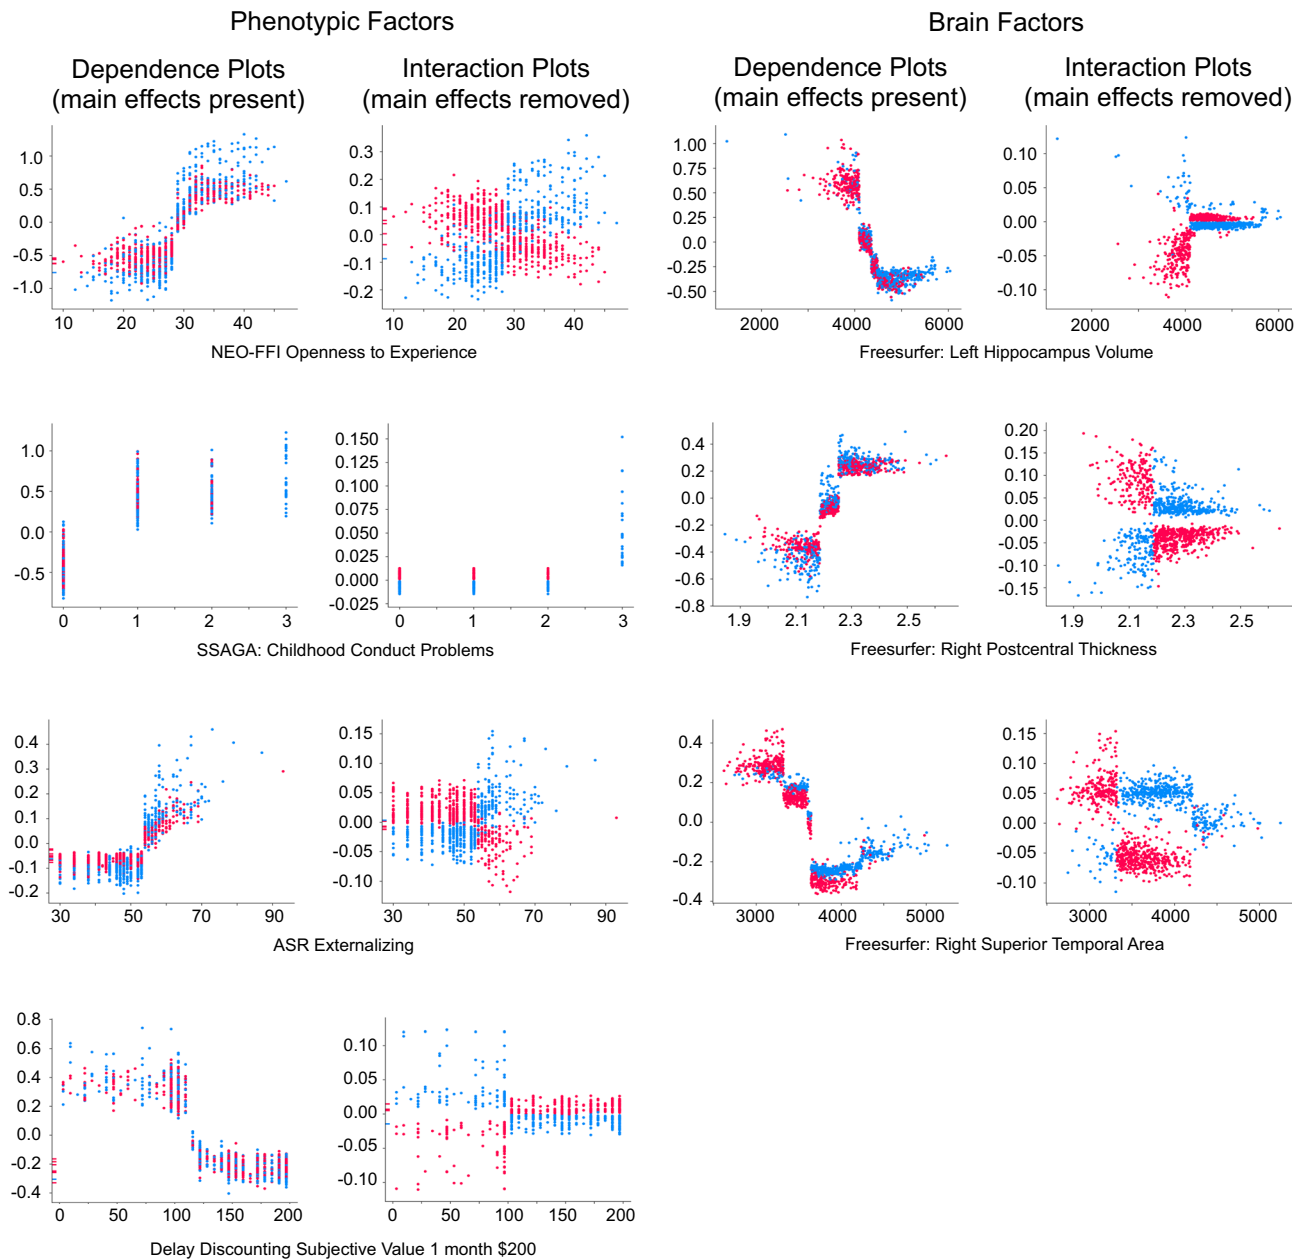 Phenotypic Factors
Brain Factors
Dependence Plots
(main effects present)
Interaction Plots
(main effects removed)
Dependence Plots
(main effects present)
Interaction Plots
(main effects removed)
1.0
0.5
0.0
-0.5
-1.0
10 20 30 40
0.3
0.2
0.1
0.0
-0.1
-0.2
10 20 30 40
NEO-FFI Openness to Experience
1.00
0.75
0.50
0.25
0.0
-0.25
-0.50
2000 4000 6000
0.10
0.05
0.00
-0.05
-0.10
2000 4000 6000
Freesurfer: Left Hippocampus Volume
1.0
0.5
0.0
-0.5
0 1 2 3
0.150
0.125
0.100
0.075
0.050
0.025
0.000
-0.025
0 1 2 3
SSAGA: Childhood Conduct Problems
0.4
0.2
0.0
-0.2
-0.4
-0.6
-0.8
1.9 2.1 2.3 2.5
0.20
0.15
0.10
0.05
0.00
-0.05
-0.10
-0.15
1.9 2.1 2.3 2.5
Freesurfer: Right Postcentral Thickness
0.4
0.3
0.2
0.1
0.0
-0.1
-0.2
30 50 70 90
0.15
0.10
0.05
0.00
-0.05
-0.10
30 50 70 90
ASR Externalizing
0.4
0.2
0.0
-0.2
-0.4
3000 4000 5000
0.15
0.10
0.05
0.00
-0.05
-0.10
3000 4000 5000
Freesurfer: Right Superior Temporal Area
0.8
0.6
0.4
0.2
0.0
-0.2
-0.4
0 50 100 150 200
0.10
0.05
0.00
-0.05
-0.10
0 50 100 150 200
Delay Discounting Subjective Value 1 month $200